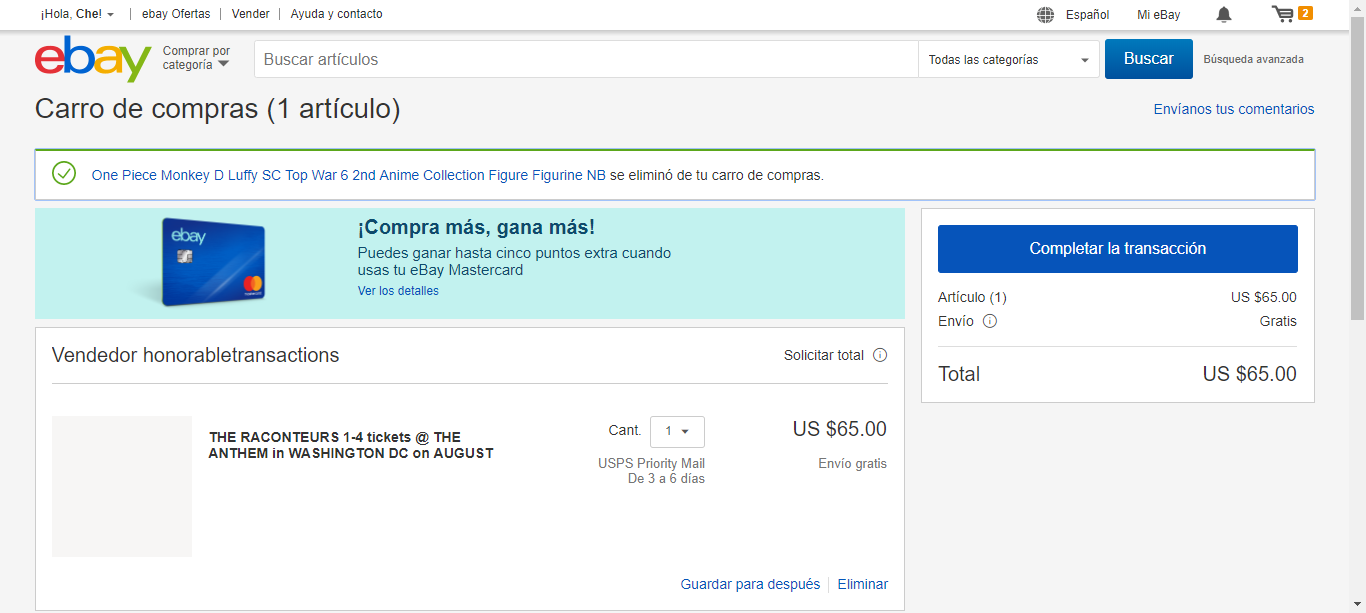 ¡Hola, Che!
ebay Ofertas
Vender
Ayuda y contacto
Español
Mi eBay
2
ebay
Comprar por
categoría
Buscar artículos
Todas las categorías
Buscar
Búsqueda avanzada
Carro de compras (1 artículo)
Envíanos tus comentarios
One Piece Monkey D Luffy SC Top War 6 2nd Anime Collection Figure Figurine NB se eliminó de tu carro de compras.
ebay
¡Compra más, gana más!
Puedes ganar hasta cinco puntos extra cuando
usas tu eBay Mastercard
Ver los detalles
Completar la transacción
Artículo (1) US $65.00
Envío Gratis
Total US $65.00
Vendedor honorabletransactions
Solicitar total
THE RACONTEURS 1-4 tickets @ THE
ANTHEM in WASHINGTON DC on AUGUST
Cant. 1
USPS Priority Mail
De 3 a 6 días
US $65.00
Envío gratis
Guardar para después
Eliminar